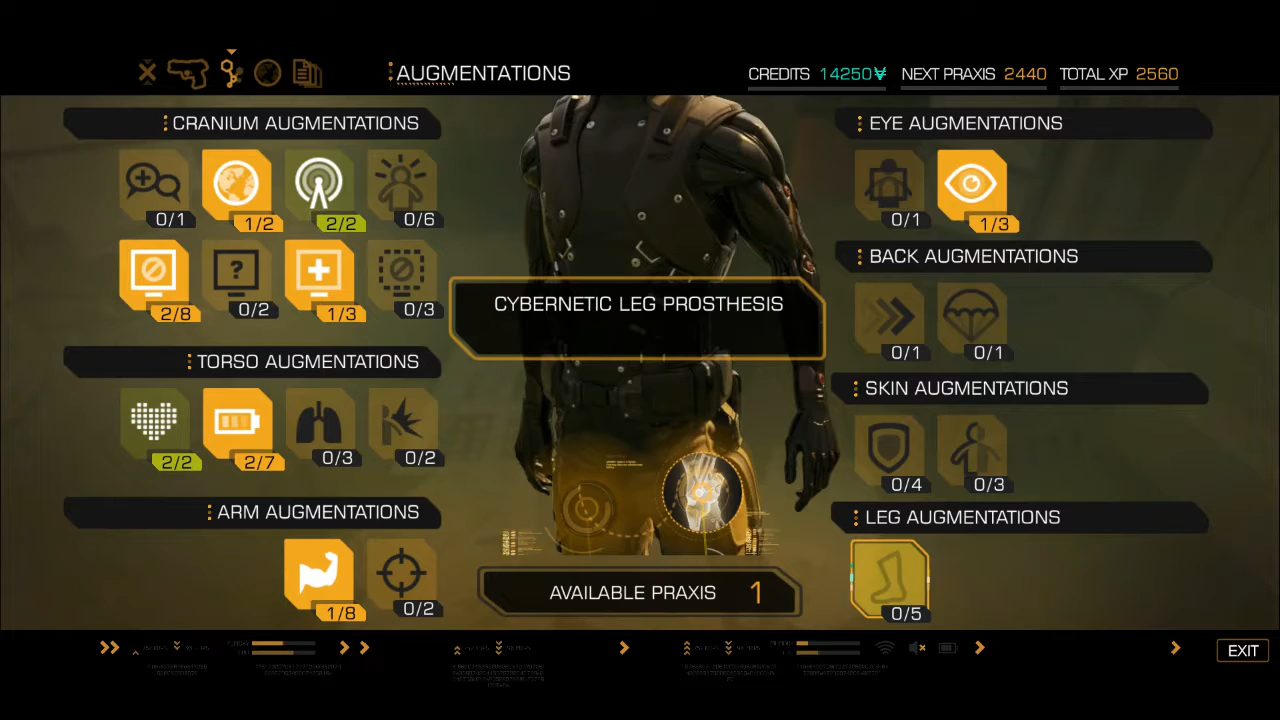 AUGMENTATIONS
CREDITS 14250 NEXT PRAXIS 2440 TOTAL XP 2560
CRANIUM AUGMENTATIONS
0/1 1/2 2/2 0/6
?
2/8 0/2 1/3 0/3
TORSO AUGMENTATIONS
2/2 2/7 0/3 0/2
ARM AUGMENTATIONS
1/8 0/2
CYBERNETIC LEG PROSTHESIS
AVAILABLE PRAXIS 1
EYE AUGMENTATIONS
0/1 1/3
BACK AUGMENTATIONS
0/1 0/1
SKIN AUGMENTATIONS
0/4 0/3
LEG AUGMENTATIONS
0/5
EXIT